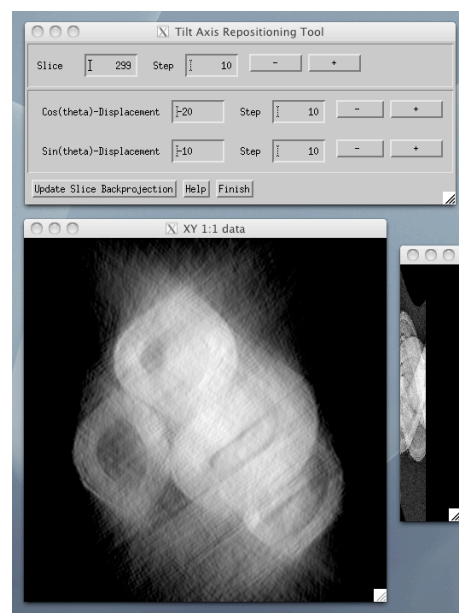 X Tilt Axis Repositioning Tool
Slice 299 Step 10 - +
Cos(theta)-Displacement -20 Step 10 - +
Sin(theta)-Displacement -10 Step 10 - +
Update Slice Backprojection Help Finish
X XY 1:1 data